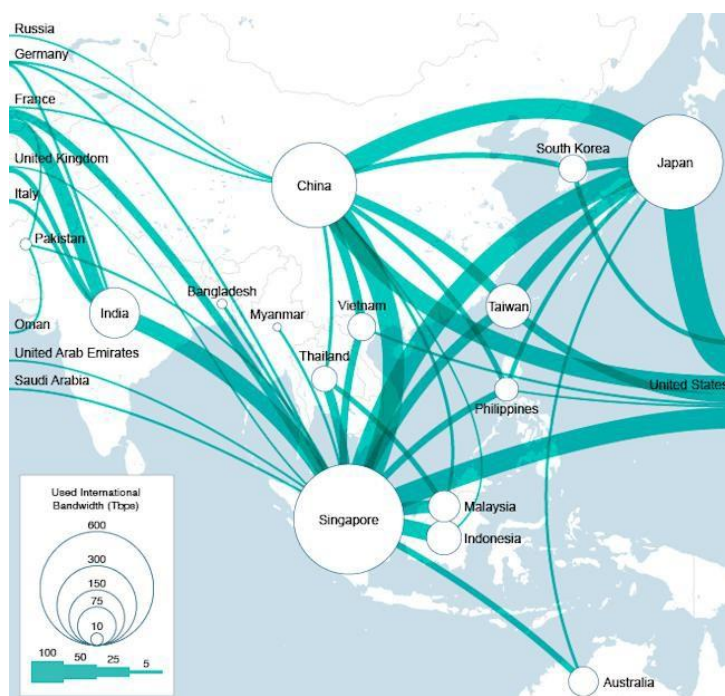 Russia
Germany
France
United Kingdom
Italy
Pakistan
Oman
United Arab Emirates
Saudi Arabia
India
Bangladesh
Myanmar
China
Vietnam
Thailand
Singapore
South Korea
Japan
Taiwan
Philippines
United States
Malaysia
Indonesia
Australia
Used International
Bandwidth (Tbps)
600
300
150
75
10
100 50 25 5